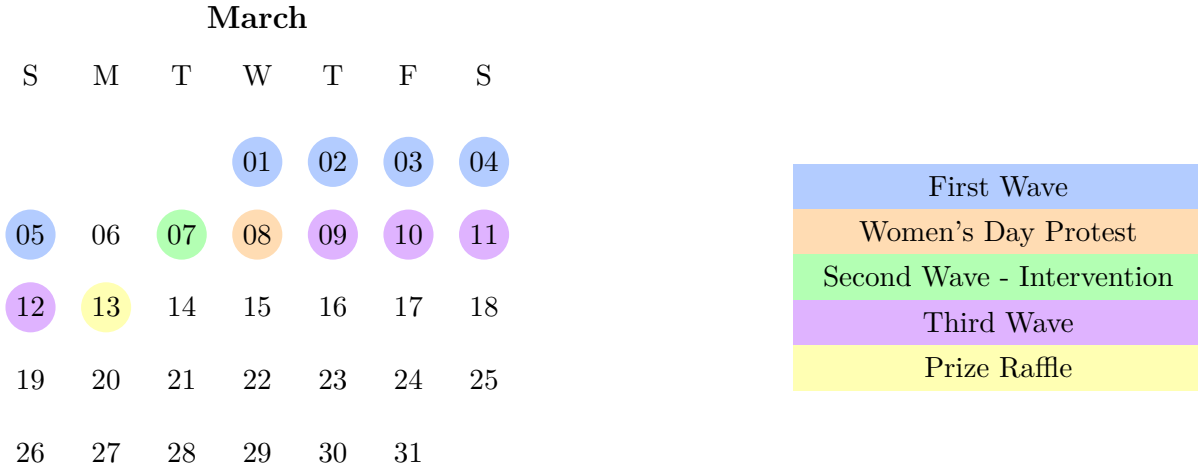 March
S M T W T F S
01 02 03 04
05 06 07 08 09 10 11
12 13 14 15 16 17 18
19 20 21 22 23 24 25
26 27 28 29 30 31
First Wave
Women's Day Protest
Second Wave - Intervention
Third Wave
Prize Raffle